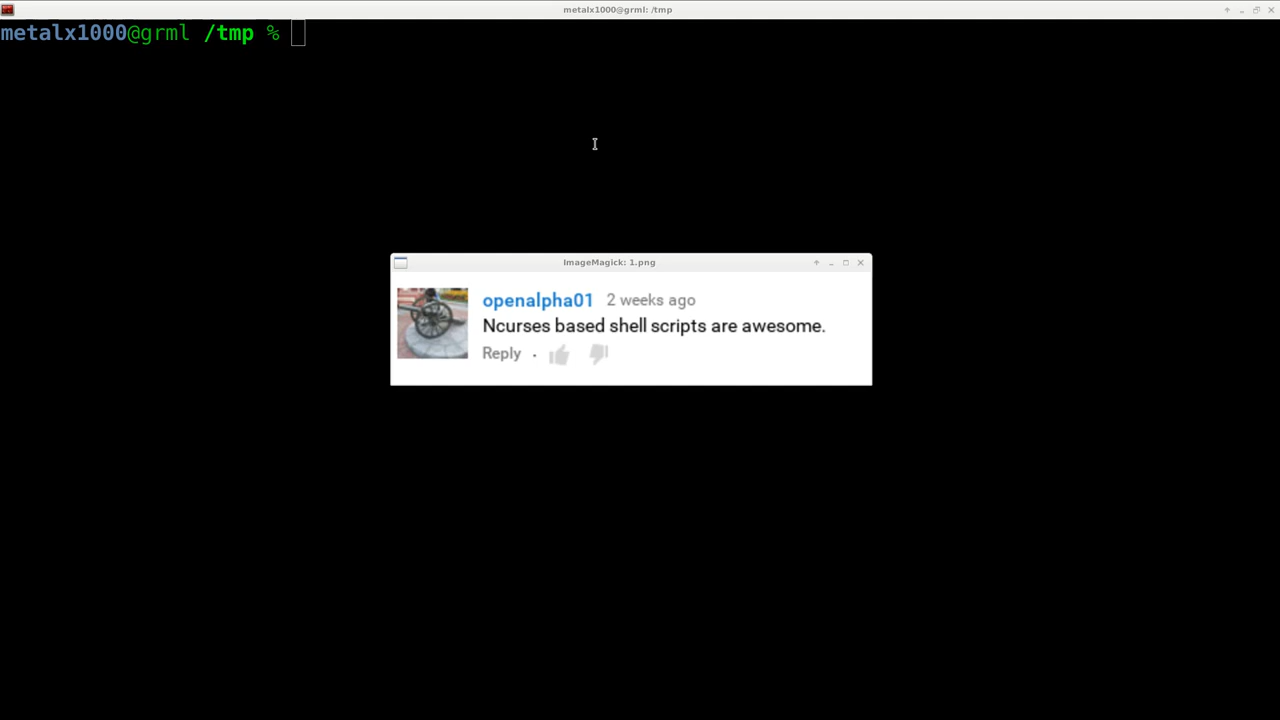 metalx1000@grml: /tmp
metalx1000@grml /tmp %
ImageMagick: 1.png
openalpha01 2 weeks ago
Ncurses based shell scripts are awesome.
Reply ·